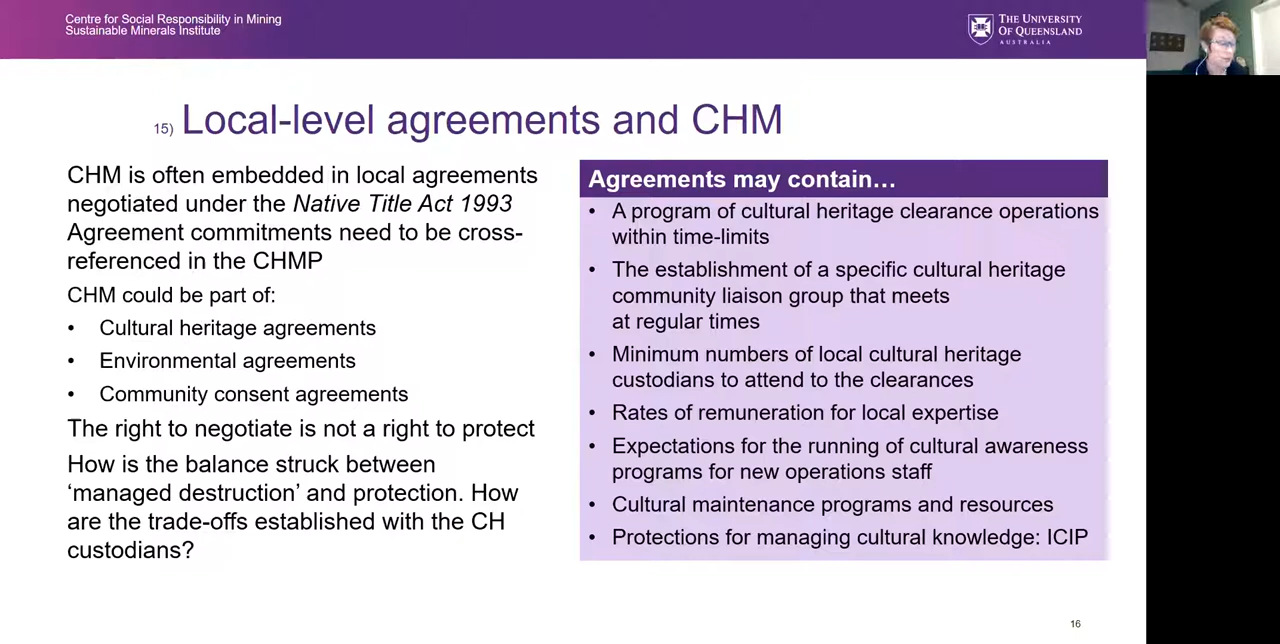 Centre for Social Responsibility in Mining
Sustainable Minerals Institute
THE UNIVERSITY
OF QUEENSLAND
AUSTRALIA
15) Local-level agreements and CHM
CHM is often embedded in local agreements
negotiated under the Native Title Act 1993
Agreement commitments need to be cross-
referenced in the CHMP
CHM could be part of:
• Cultural heritage agreements
• Environmental agreements
• Community consent agreements
The right to negotiate is not a right to protect
How is the balance struck between
‘managed destruction’ and protection. How
are the trade-offs established with the CH
custodians?
Agreements may contain…
• A program of cultural heritage clearance operations
within time-limits
• The establishment of a specific cultural heritage
community liaison group that meets
at regular times
• Minimum numbers of local cultural heritage
custodians to attend to the clearances
• Rates of remuneration for local expertise
• Expectations for the running of cultural awareness
programs for new operations staff
• Cultural maintenance programs and resources
• Protections for managing cultural knowledge: ICIP
16